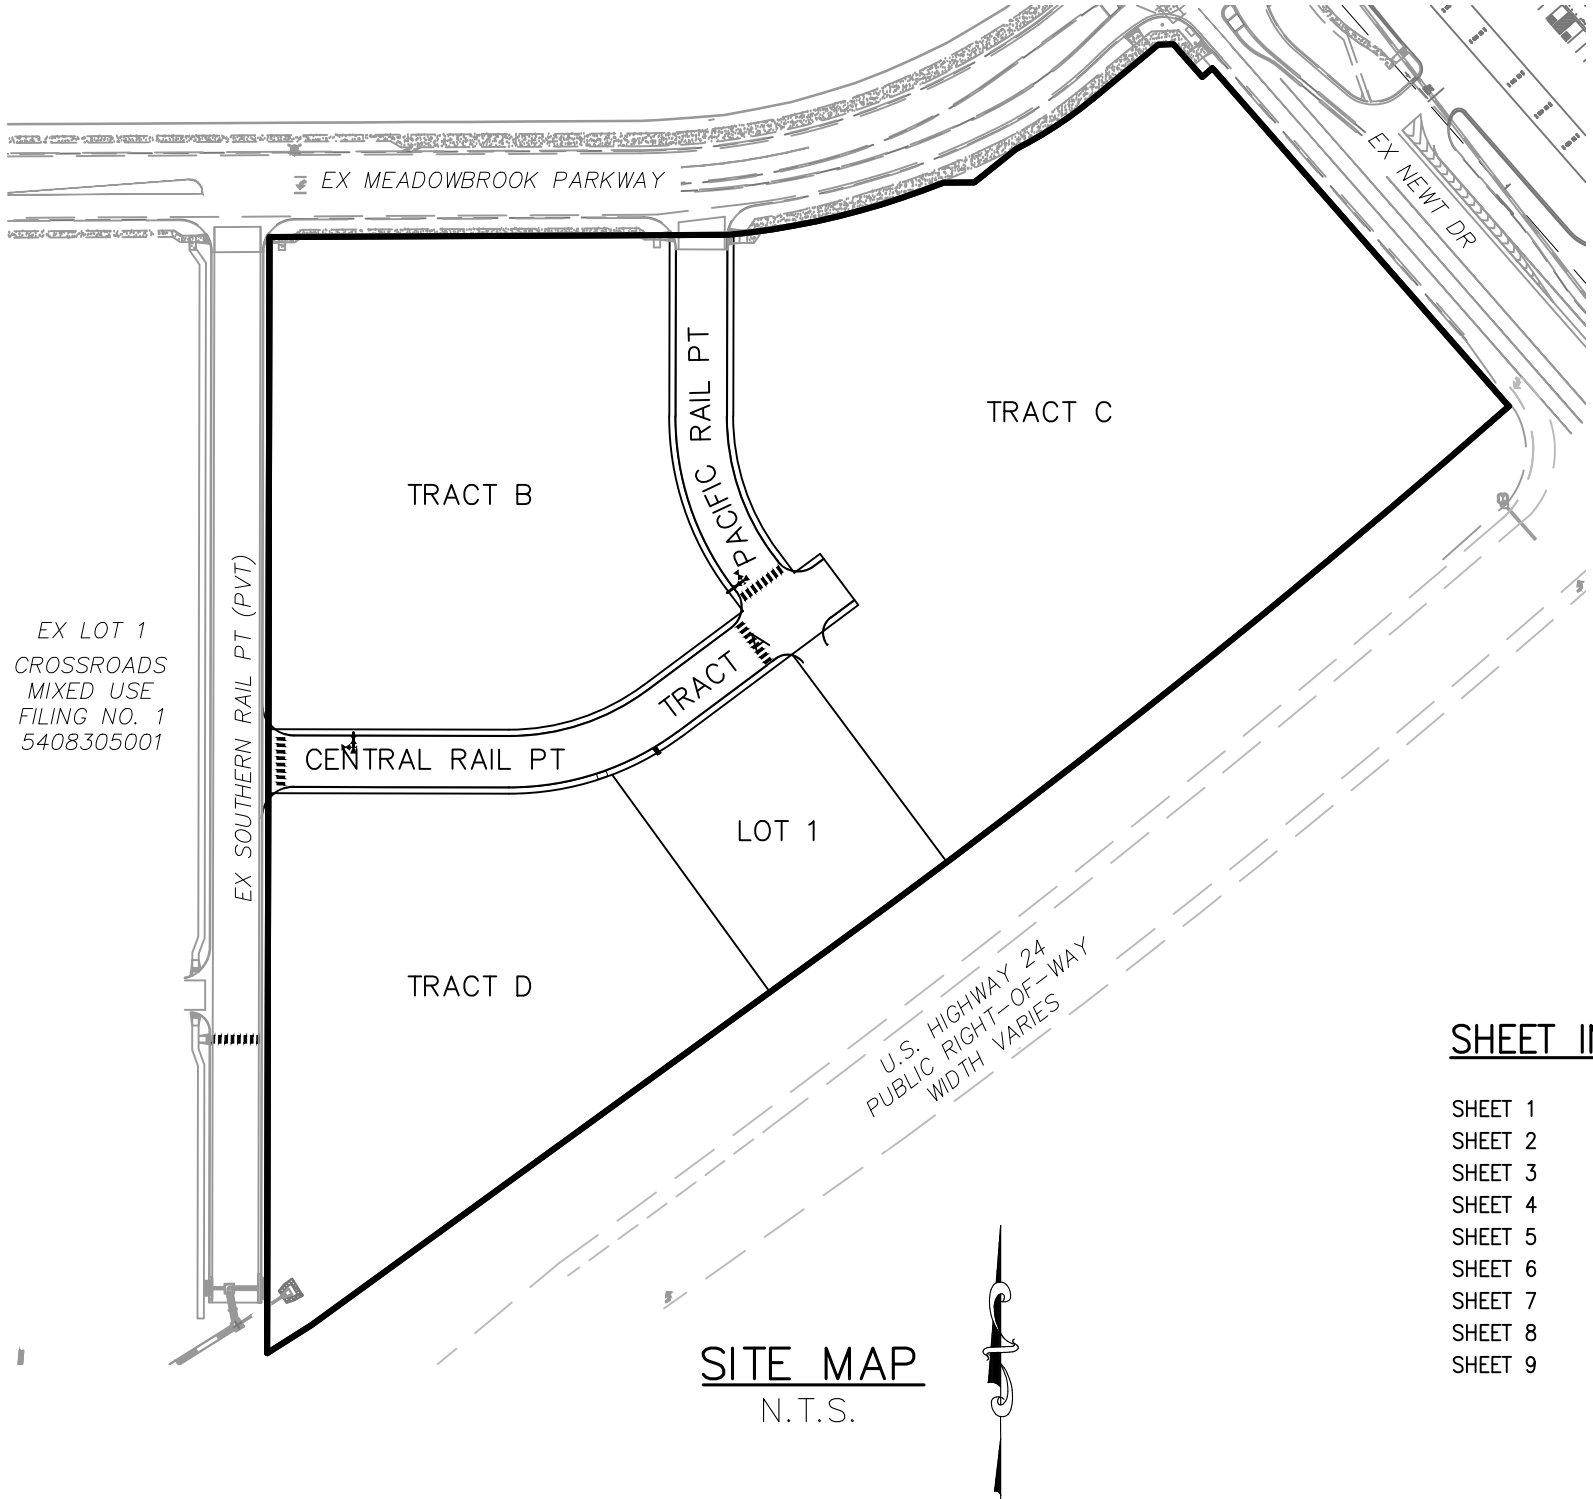 EX MEADOWBROOK PARKWAY
EX NEWT DR
PACIFIC RAIL PT
TRACT C
TRACT B
EX SOUTHERN RAIL PT (PVT)
EX LOT 1
CROSSROADS
MIXED USE
FILING NO. 1
5408305001
TRACT A
CENTRAL RAIL PT
LOT 1
TRACT D
U.S. HIGHWAY 24
PUBLIC RIGHT-OF-WAY
WIDTH VARIES
SHEET
SHEET 1
SHEET 2
SHEET 3
SHEET 4
SHEET 5
SHEET 6
SHEET 7
SHEET 8
SHEET 9
SITE MAP
N.T.S.